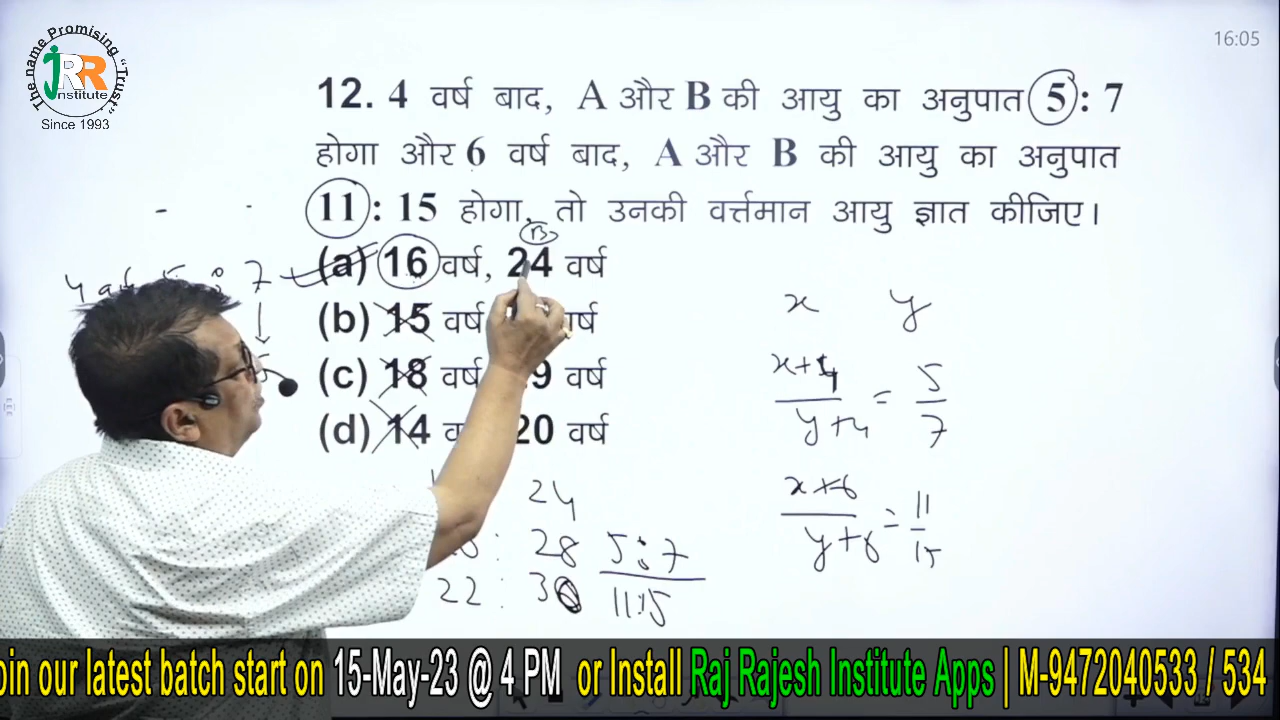 The name Promising "Trust"
JRR
Institute
Since 1993
16:05
12. 4 वर्ष बाद, A और B की आयु का अनुपात 5 : 7
होगा और 6 वर्ष बाद, A और B की आयु का अनुपात
11 : 15 होगा, तो उनकी वर्त्तमान आयु ज्ञात कीजिए।
B
(a) 16 वर्ष, 24 वर्ष
(b) 15 वर्ष
(c) 18 वर्ष 9 वर्ष
(d) 14 20 वर्ष
7
x y
x+4 / y+4 = 5 / 7
x+6 / y+6 = 11 / 15
24
: 28 5:7
22 : 30 11:15
oin our latest batch start on 15-May-23 @ 4 PM or Install Raj Rajesh Institute Apps | M-9472040533 / 534